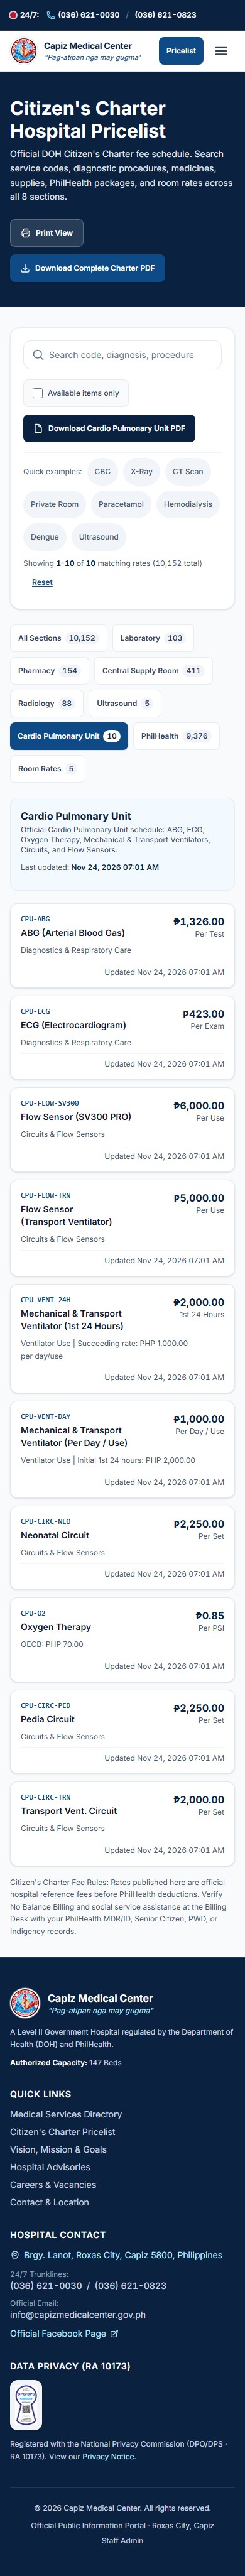 24/7: (036) 621-0030 / (036) 621-0823
Capiz Medical Center
"Pag-atipan nga may gugma"
Pricelist
Citizen's Charter
Hospital Pricelist
Official DOH Citizen's Charter fee schedule. Search
services, cosginostic procedures, medicines,
supplies, PhilHealth packages, and room rates across
all 8 sections.
Print View
Download Complete Charter PDF
Search code, diagnosis, procedure
Available items only
Download Cardio Pulmonary Unit PDF
Quick examples: CBC X-Ray CT Scan
Private Room Paracetamol Hemodialysis
Dengue Ultrasound
Showing 1–10 of 10 matching rates (10,152 total)
Reset
All Sections 10,152 Laboratory 103
Pharmacy 154 Central Supply Room 411
Radiology 88 Ultrasound 5
Cardio Pulmonary Unit 10 PhilHealth 9,376
Room Rates 5
Cardio Pulmonary Unit
Official Cardio Pulmonary Unit schedule: ABG, ECG,
Oxygen Therapy, Mechanical & Transport Ventilators,
Circuits, and Flow Sensors.
Last updated: Nov 24, 2026 07:01 AM
CPU-ABG
ABG (Arterial Blood Gas)
₱1,326.00
Per Test
Diagnostics & Respiratory Care
Updated Nov 24, 2026 07:01 AM
CPU-ECG
ECG (Electrocardiogram)
₱423.00
Per Exam
Diagnostics & Respiratory Care
Updated Nov 24, 2026 07:01 AM
CPU-FLOW-SV300
Flow Sensor (SV300 PRO)
₱6,000.00
Per Use
Circuits & Flow Sensors
Updated Nov 24, 2026 07:01 AM
CPU-FLOW-TRN
Flow Sensor
(Transport Ventilator)
₱5,000.00
Per Use
Circuits & Flow Sensors
Updated Nov 24, 2026 07:01 AM
CPU-VENT-24H
Mechanical & Transport
Ventilator (1st 24 Hours)
₱2,000.00
1st 24 Hours
Ventilator Use | Succeeding rate: PHP 1,000.00
per day/use
Updated Nov 24, 2026 07:01 AM
CPU-VENT-DAY
Mechanical & Transport
Ventilator (Per Day / Use)
₱1,000.00
Per Day / Use
Ventilator Use | Initial 1st 24 hours: PHP 2,000.00
Updated Nov 24, 2026 07:01 AM
CPU-CIRC-NEO
Neonatal Circuit
₱2,250.00
Per Set
Circuits & Flow Sensors
Updated Nov 24, 2026 07:01 AM
CPU-O2
Oxygen Therapy
₱0.85
Per PSI
OECB: PHP 70.00
Updated Nov 24, 2026 07:01 AM
CPU-CIRC-PED
Pedia Circuit
₱2,250.00
Per Set
Circuits & Flow Sensors
Updated Nov 24, 2026 07:01 AM
CPU-CIRC-TRN
Transport Vent. Circuit
₱2,000.00
Per Set
Circuits & Flow Sensors
Updated Nov 24, 2026 07:01 AM
Citizen's Charter Fee Rules: Rates published here are official
hospital reference fees before PhilHealth deductions. Verify
No Balance Billing and social service assistance at the Billing
Desk with your PhilHealth MDR/ID, Senior Citizen, PWD, or
Indigency records.
Capiz Medical Center
"Pag-atipan nga may gugma"
A Level II Government Hospital regulated by the Department of
Health (DOH) and PhilHealth.
Authorized Capacity: 147 Beds
QUICK LINKS
Medical Services Directory
Citizen's Charter Pricelist
Vision, Mission & Goals
Hospital Advisories
Careers & Vacancies
Contact & Location
HOSPITAL CONTACT
Brgy. Lanot, Roxas City, Capiz 5800, Philippines
24/7 Trunklines:
(036) 621-0030 / (036) 621-0823
Official Email:
info@capizmedicalcenter.gov.ph
Official Facebook Page
DATA PRIVACY (RA 10173)
Registered with the National Privacy Commission (DPO/DPS ·
RA 10173). View our Privacy Notice.
© 2026 Capiz Medical Center. All rights reserved.
Official Public Information Portal · Roxas City, Capiz
Staff Admin